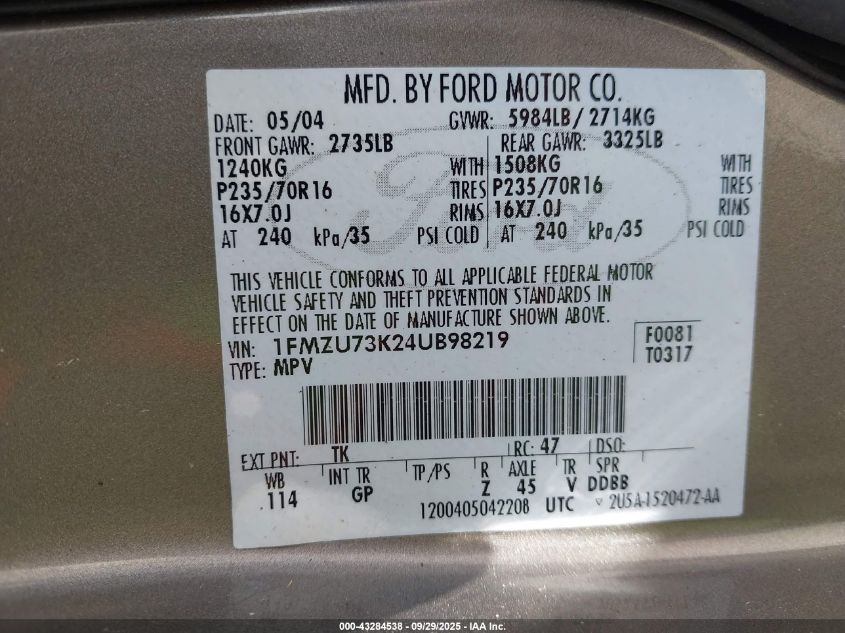 MFD. BY FORD MOTOR CO.
DATE: 05/04 GVWR: 5984LB/ 2714KG
FRONT GAWR: 2735LB REAR GAWR: 3325LB
1240KG WITH 1508KG WITH
P235/70R16 TIRES P235/70R16 TIRES
16X7.0J RIMS 16X7.0J RIMS
AT 240 kPa/35 PSI COLD AT 240 kPa/35 PSI COLD
Ford
THIS VEHICLE CONFORMS TO ALL APPLICABLE FEDERAL MOTOR
VEHICLE SAFETY AND THEFT PREVENTION STANDARDS IN
EFFECT ON THE DATE OF MANUFACTURE SHOWN ABOVE.
VIN: 1FMZU73K24UB98219
TYPE: MPV
F0081
T0317
EXT PNT: TK RC: 47 DSO:
WB INT TR TP/PS R AXLE TR SPR
.114 GP Z 45 V DDBB
12004050422​08 UTC 2U5A-1520472-AA
000-43284538 - 09/29/2025 - IAA Inc.